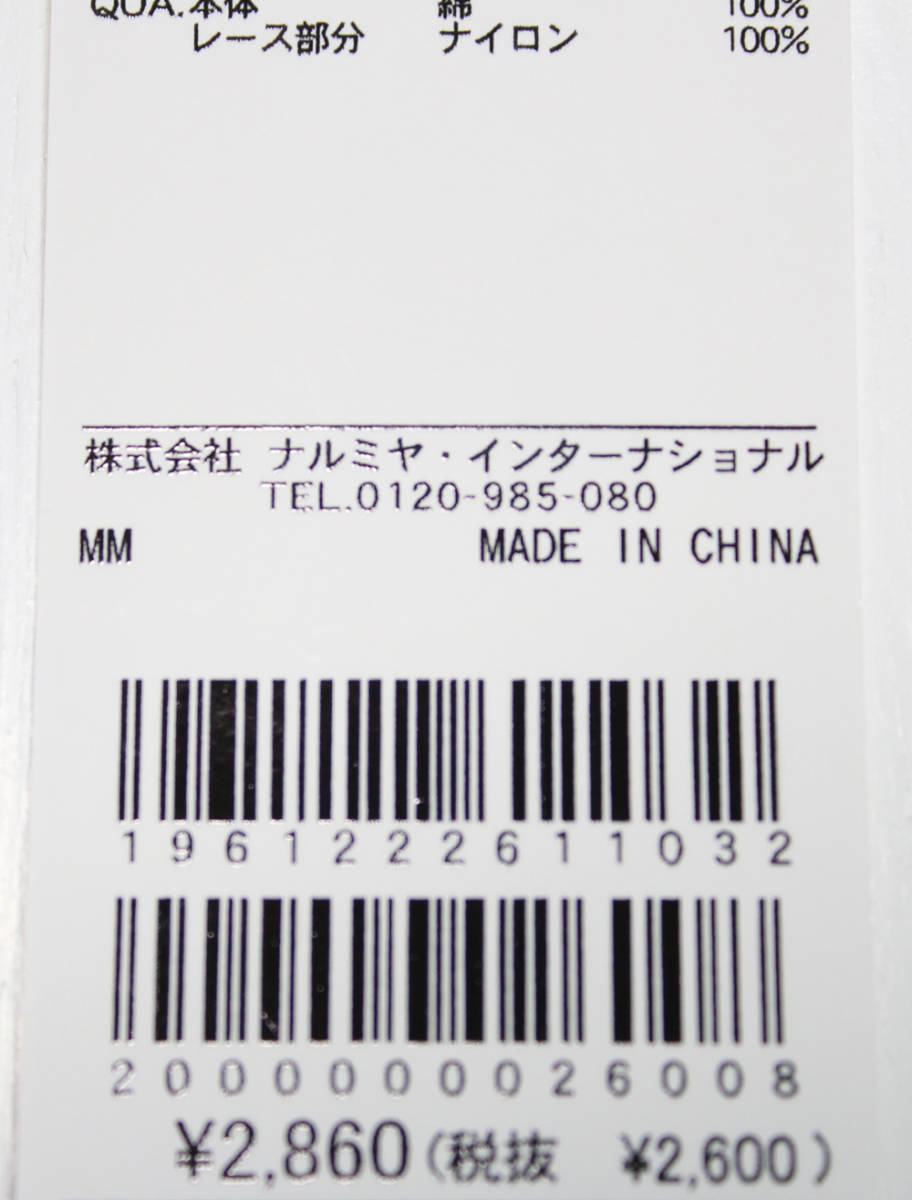 QUA.本体 綿 100%
レース部分 ナイロン 100%
株式会社 ナルミヤ・インターナショナル
TEL.0120-985-080
MM MADE IN CHINA
1961222611032
2000000026008
¥2,860(税抜 ¥2,600)